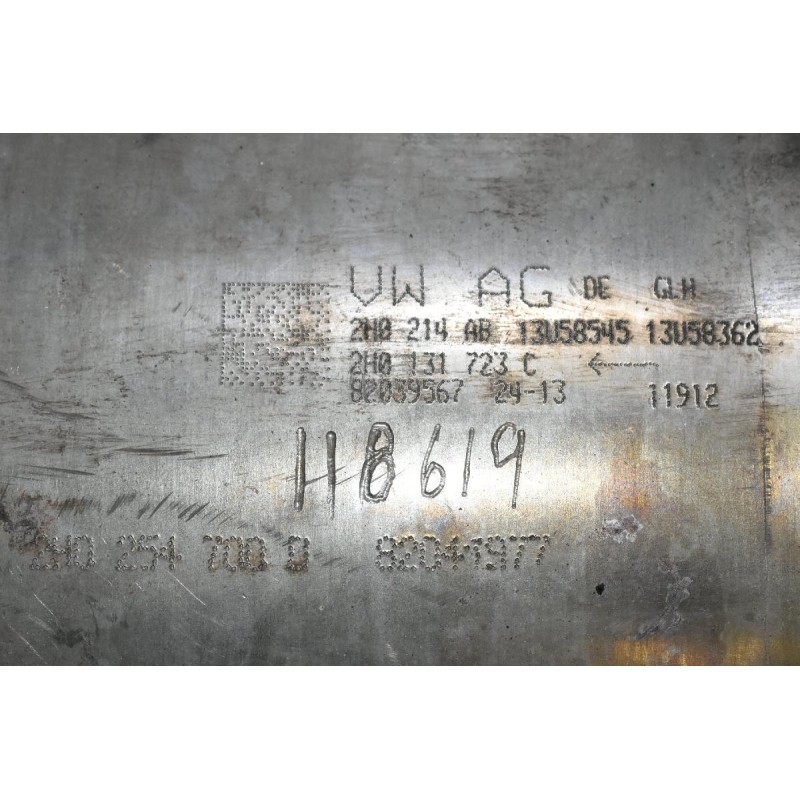 VW AG DE GLH
2H0 214 AB 13U58545 13U58362
2H0 131 723 C ←
82039567 24-13 11912
118619
2H0 254 700 D 82041977